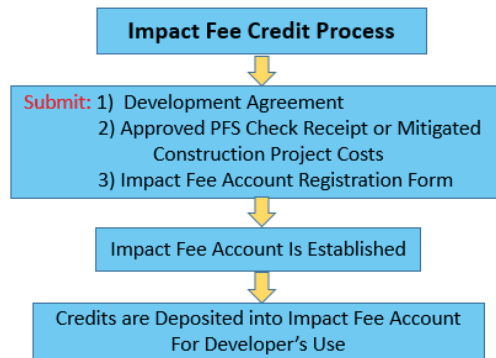 Impact Fee Credit Process
Submit: 1) Development Agreement
2) Approved PFS Check Receipt or Mitigated
Construction Project Costs
3) Impact Fee Account Registration Form
Impact Fee Account Is Established
Credits are Deposited into Impact Fee Account
For Developer's Use